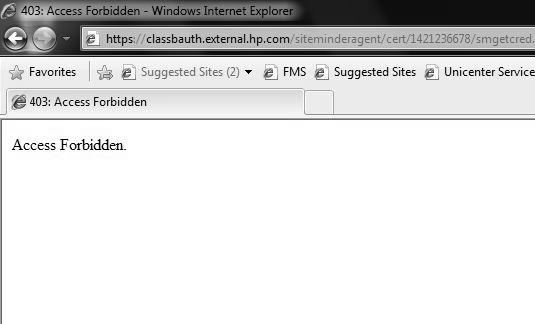 403: Access Forbidden - Windows Internet Explorer
https://classbauth.external.hp.com/siteminderagent/cert/1421236678/smgetcred.
Favorites Suggested Sites (2) FMS Suggested Sites Unicenter Service
403: Access Forbidden
Access Forbidden.